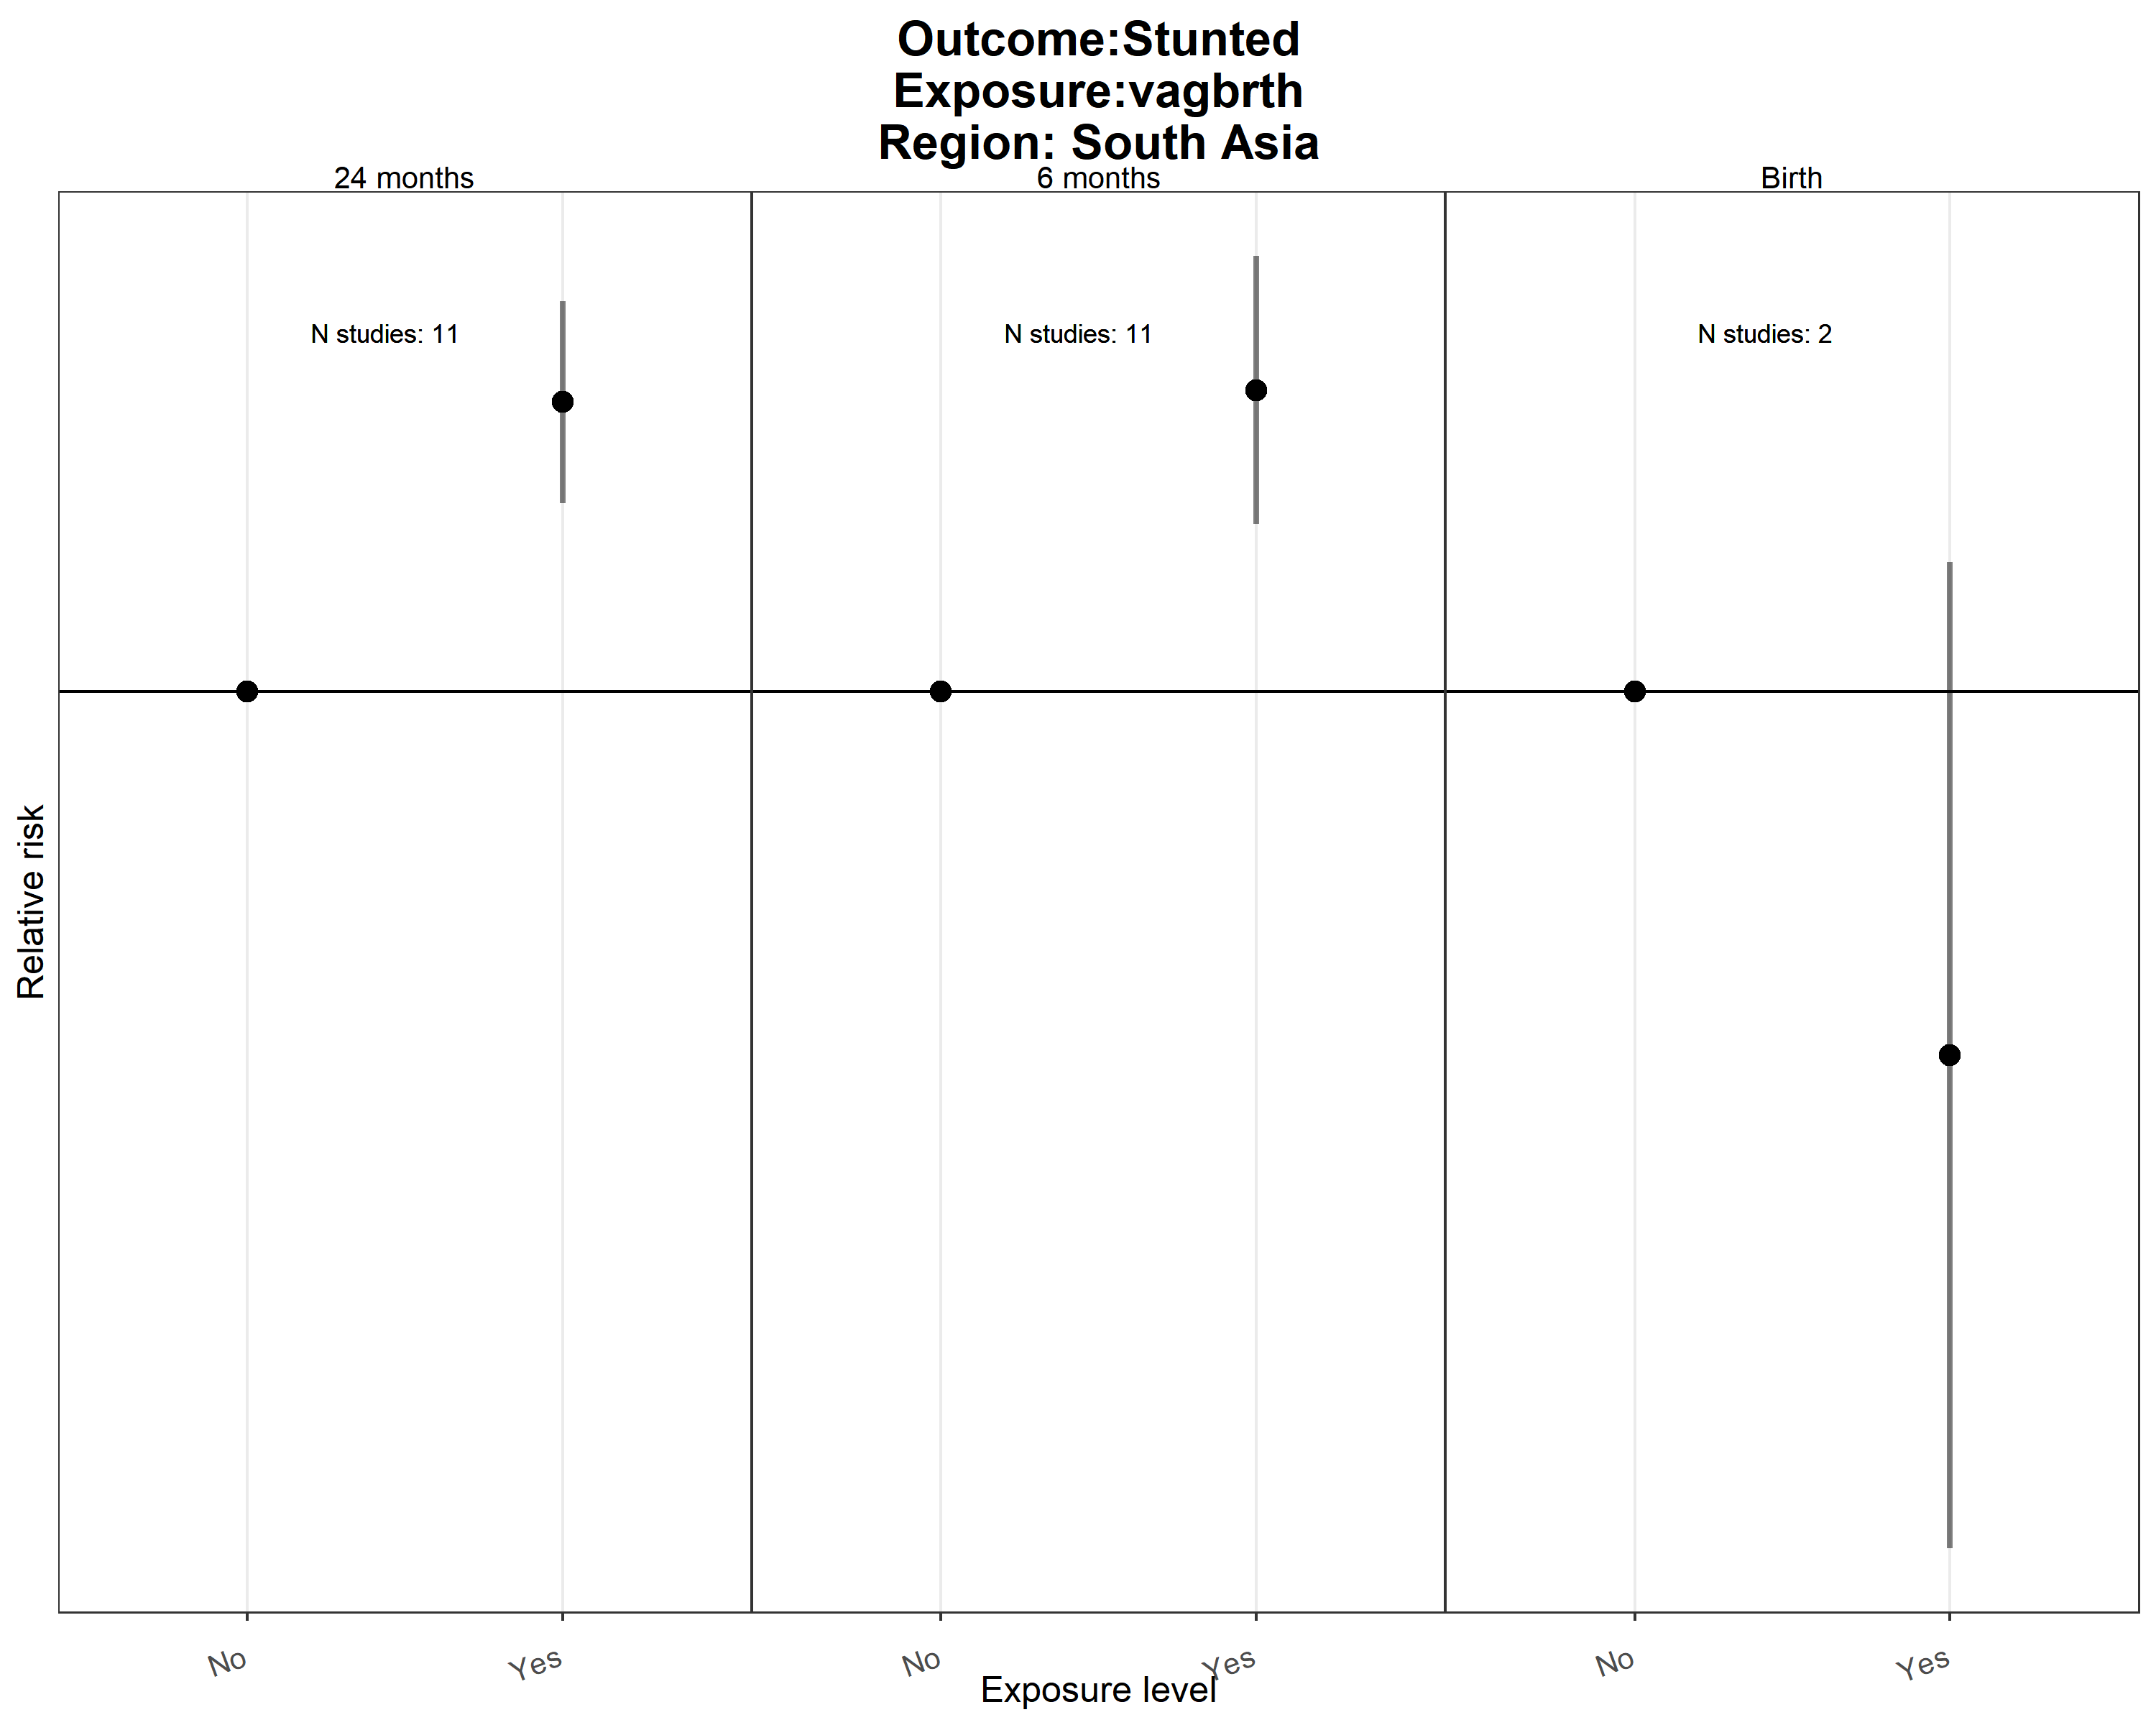 Outcome:Stunted
Exposure:vagbrth
Region: South Asia
24 months
6 months
Birth
N studies: 11
N studies: 11
N studies: 2
Relative risk
No
Yes
No
Yes
No
Yes
Exposure level